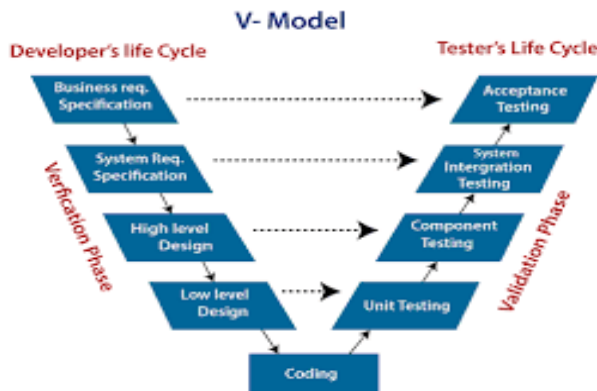 V- Model
Developer's life Cycle
Tester's Life Cycle
Business req.
Specification
Acceptance
Testing
System Req.
Specification
System
Intergration
Testing
High level
Design
Component
Testing
Low level
Design
Unit Testing
Coding
Verfication Phase
Validation Phase